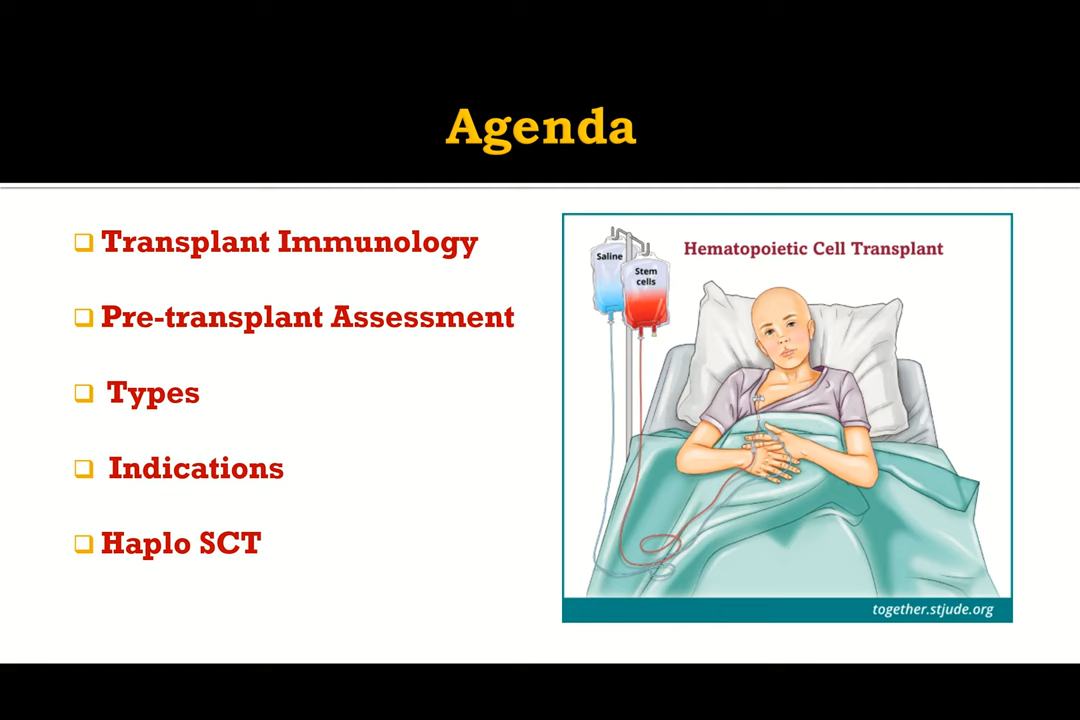 Agenda
Transplant Immunology
Pre-transplant Assessment
Types
Indications
Haplo SCT
Hematopoietic Cell Transplant
Saline
Stem
cells
together.stjude.org